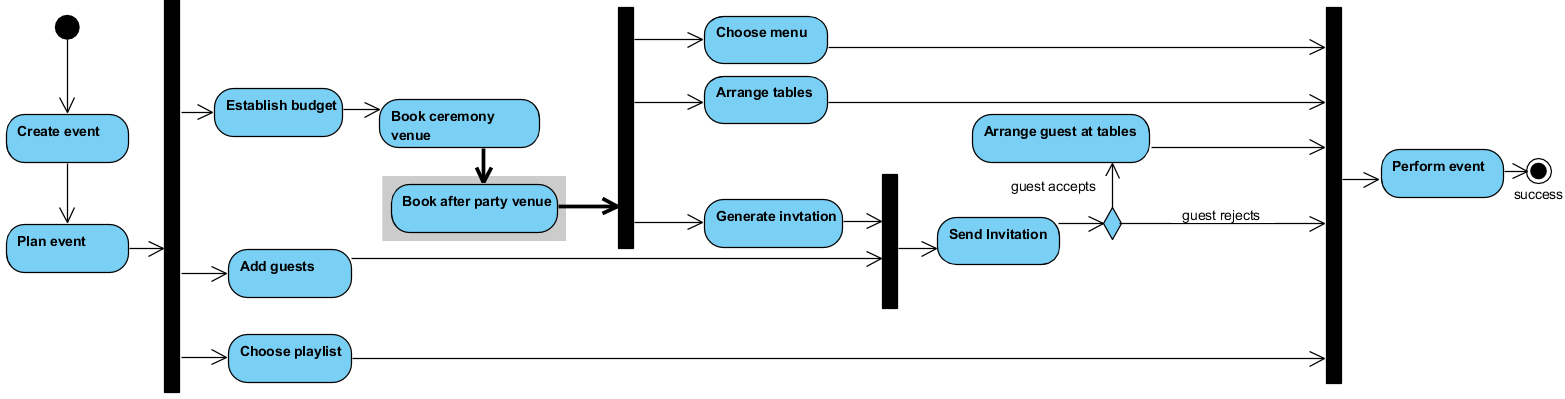 Create event
Plan event
Establish budget
Book ceremony
venue
Book after party venue
Add guests
Choose playlist
Choose menu
Arrange tables
Generate invtation
Send Invitation
Arrange guest at tables
guest accepts
guest rejects
Perform event
success